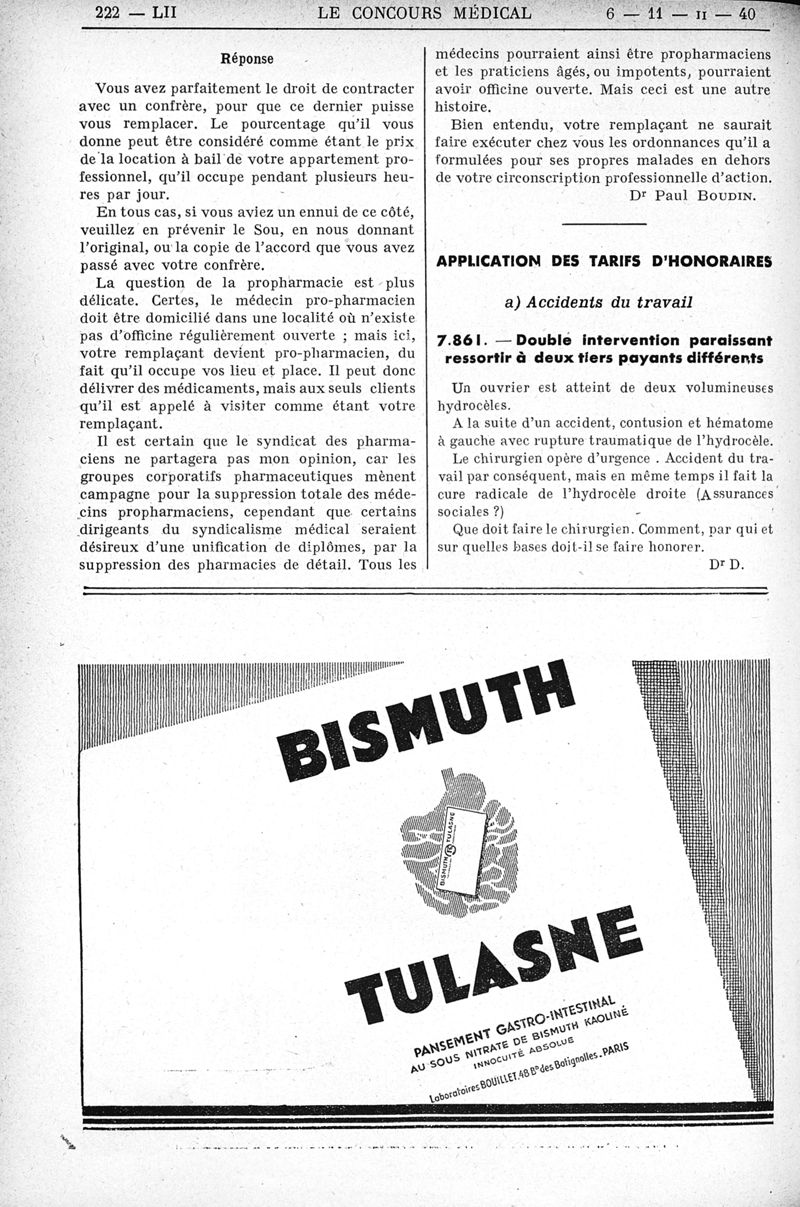 222 — LII LE CONCOURS MÉDICAL 6 — 11 — II — 40
Réponse
Vous avez parfaitement le droit de contracter
avec un confrère, pour que ce dernier puisse
vous remplacer. Le pourcentage qu'il vous
donne peut être considéré comme étant le prix
de la location à bail de votre appartement pro-
fessionnel, qu'il occupe pendant plusieurs heu-
res par jour.
En tous cas, si vous aviez un ennui de ce côté,
veuillez en prévenir le Sou, en nous donnant
l'original, ou la copie de l'accord que vous avez
passé avec votre confrère.
La question de la propharmacie est plus
délicate. Certes, le médecin pro-pharmacien
doit être domicilié dans une localité où n'existe
pas d'officine régulièrement ouverte ; mais ici,
votre remplaçant devient pro-pharmacien, du
fait qu'il occupe vos lieu et place. Il peut donc
délivrer des médicaments, mais aux seuls clients
qu'il est appelé à visiter comme étant votre
remplaçant.
Il est certain que le syndicat des pharma-
ciens ne partagera pas mon opinion, car les
groupes corporatifs pharmaceutiques mènent
campagne pour la suppression totale des méde-
cins propharmaciens, cependant que certains
dirigeants du syndicalisme médical seraient
désireux d'une unification de diplômes, par la
suppression des pharmacies de détail. Tous les
médecins pourraient ainsi être propharmaciens
et les praticiens âgés, ou impotents, pourraient
avoir officine ouverte. Mais ceci est une autre
histoire.
Bien entendu, votre remplaçant ne saurait
faire exécuter chez vous les ordonnances qu'il a
formulées pour ses propres malades en dehors
de votre circonscription professionnelle d'action.
Dr Paul BOUDIN.
APPLICATION DES TARIFS D'HONORAIRES
a) Accidents du travail
7.861. — Double intervention paraissant
ressortir à deux tiers payants différents
Un ouvrier est atteint de deux volumineuses
hydrocèles.
A la suite d'un accident, contusion et hématome
à gauche avec rupture traumatique de l'hydrocèle.
Le chirurgien opère d'urgence . Accident du tra-
vail par conséquent, mais en même temps il fait la
cure radicale de l'hydrocèle droite (Assurances
sociales ?)
Que doit faire le chirurgien. Comment, par qui et
sur quelles bases doit-il se faire honorer.
Dr D.
BISMUTH
BISMUTH TULASNE
TULASNE
PANSEMENT GASTRO-INTESTINAL
AU SOUS NITRATE DE BISMUTH KAOLINÉ
INNOCUITÉ ABSOLUE
Laboratoires BOUILLET, 48 Bd des Batignolles. PARIS